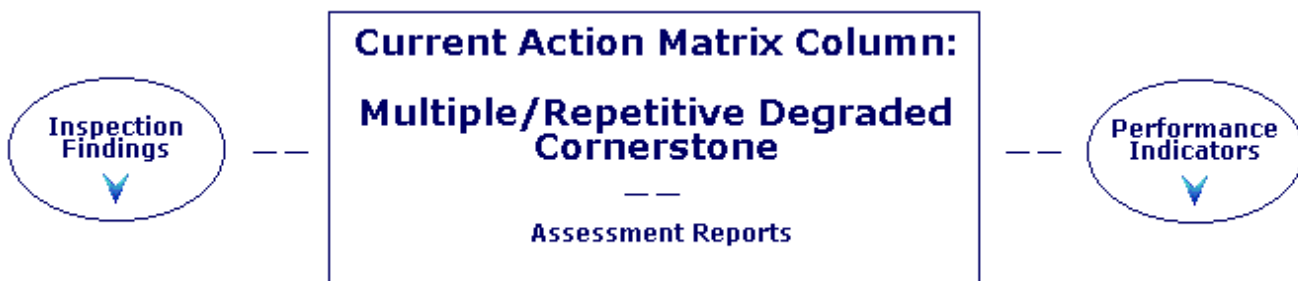 Inspection
Findings
Current Action Matrix Column:
Multiple/Repetitive Degraded
Cornerstone
Assessment Reports
Performance
Indicators